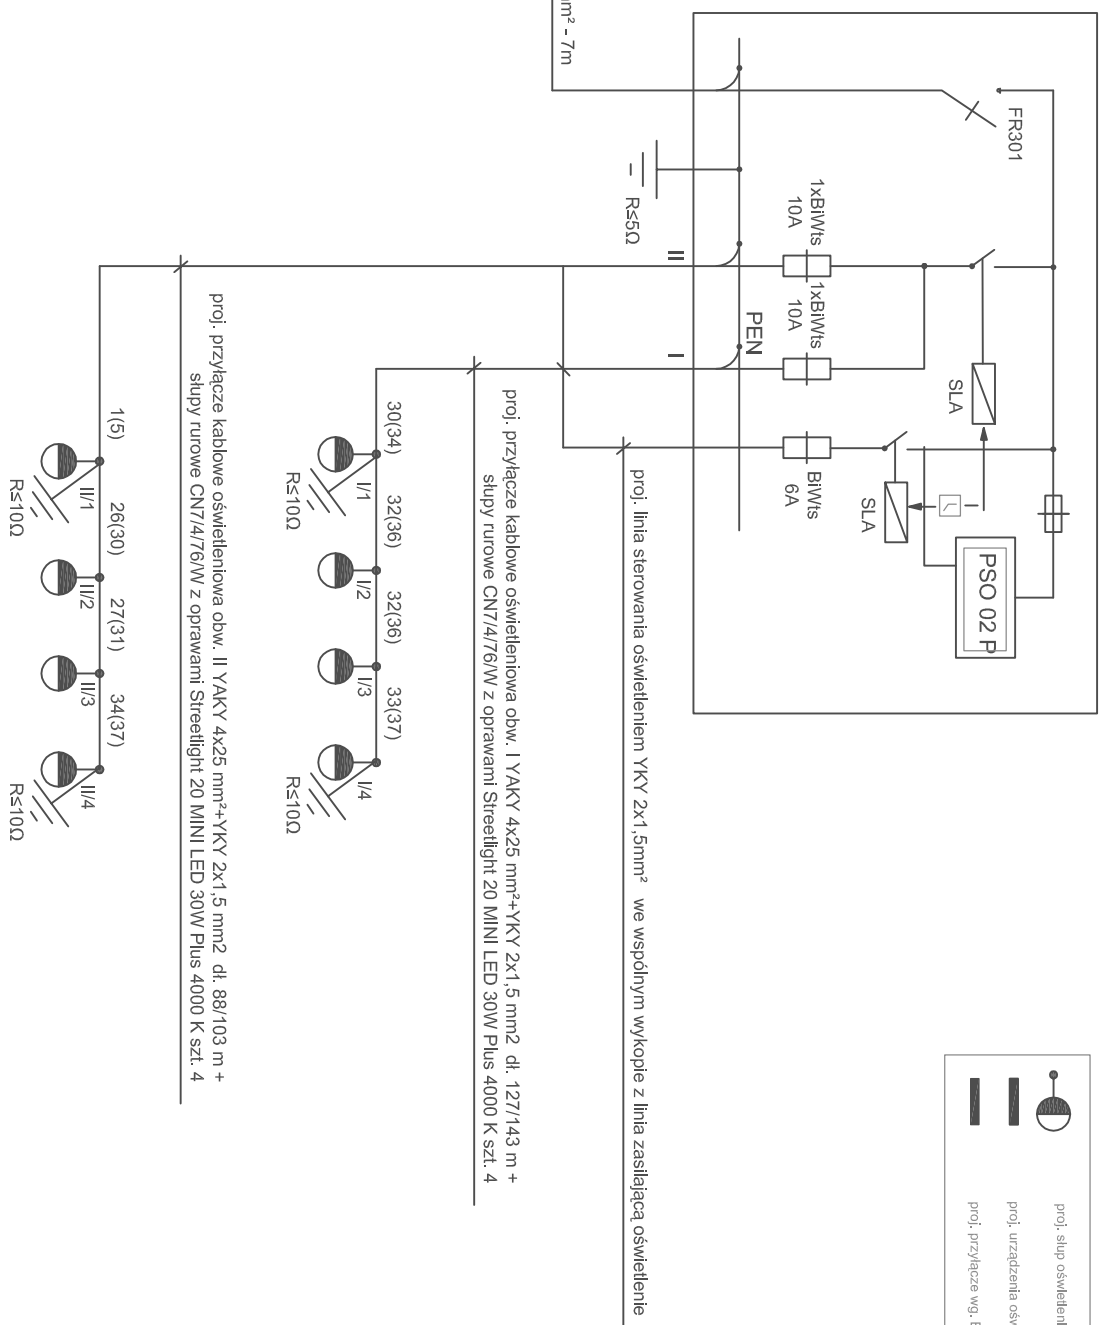 mm² - 7m
FR301
R≤5Ω
1xBiWts
10A
1xBiWts
10A
II
I
PEN
SLA
SLA
BiWts
6A
PSO 02 P
proj. linia sterowania oświetleniem YKY 2x1,5mm² we wspólnym wykopie z linia zasilającą oświetlenie
proj. przyłącze kablowe oświetleniowa obw. I YAKY 4x25 mm²+YKY 2x1,5 mm2 dł. 127/143 m +
słupy rurowe CN7/4/76/W z oprawami Streetlight 20 MINI LED 30W Plus 4000 K szt. 4
30(34)
32(36)
32(36)
33(37)
I/1
I/2
I/3
I/4
R≤10Ω
R≤10Ω
proj. przyłącze kablowe oświetleniowa obw. II YAKY 4x25 mm²+YKY 2x1,5 mm2 dł. 88/103 m +
słupy rurowe CN7/4/76/W z oprawami Streetlight 20 MINI LED 30W Plus 4000 K szt. 4
1(5)
26(30)
27(31)
34(37)
II/1
II/2
II/3
II/4
R≤10Ω
R≤10Ω
proj. słup
proj. urządzenia
proj. przyłącze wg.